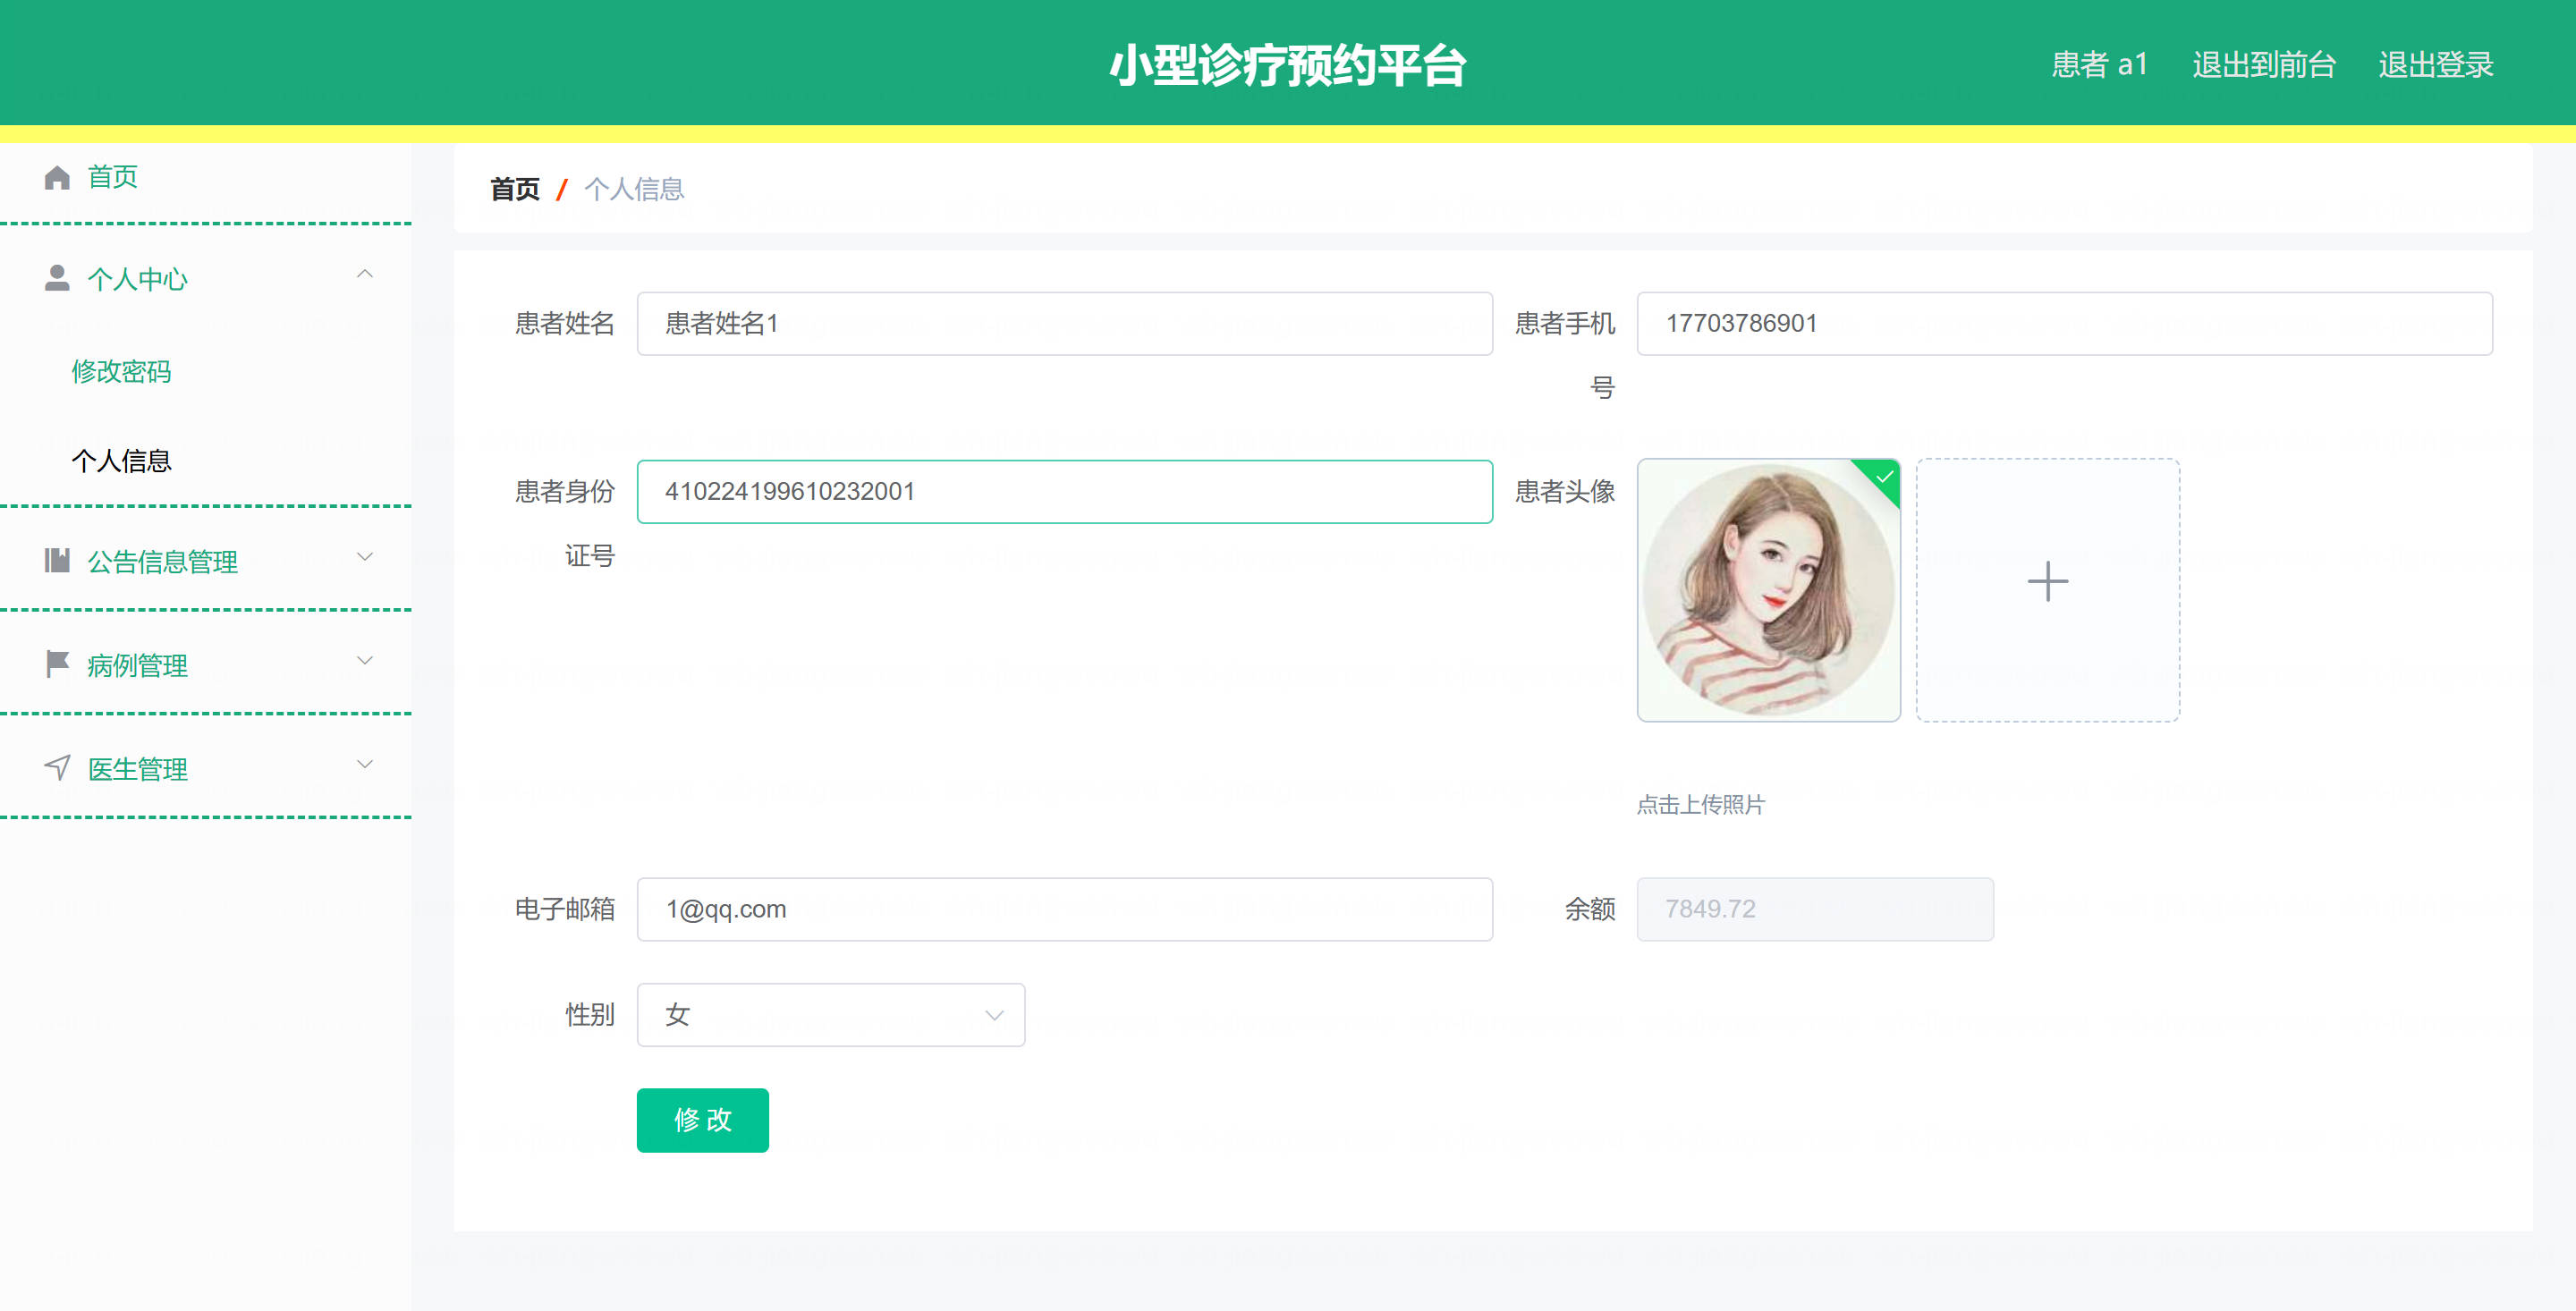 小型诊疗预约平台
患者 a1
退出到前台
退出登录
首页
个人中心
修改密码
个人信息
公告信息管理
病例管理
医生管理
首页 / 个人信息
患者姓名
患者姓名1
患者手机
号
17703786901
患者身份
证号
410224199610232001
患者头像
点击上传照片
电子邮箱
1@qq.com
余额
7849.72
性别
女
修 改